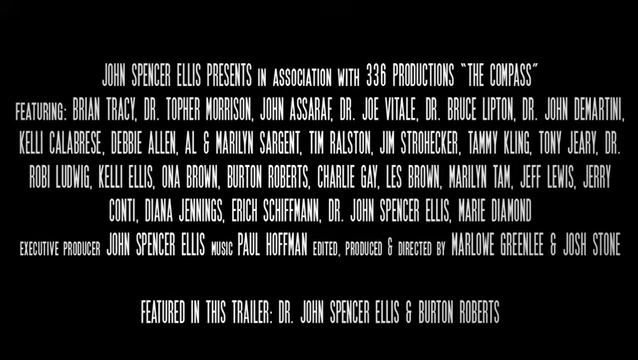 JOHN SPENCER ELLIS PRESENTS IN ASSOCIATION WITH 336 PRODUCTIONS "THE COMPASS"
FEATURING: BRIAN TRACY, DR. TOPHER MORRISON, JOHN ASSARAF, DR. JOE VITALE, DR. BRUCE LIPTON, DR. JOHN DEMARTINI,
KELLI CALABRESE, DEBBIE ALLEN, AL & MARILYN SARGENT, TIM RALSTON, JIM STROHECKER, TAMMY KLING, TONY JEARY, DR.
ROBI LUDWIG, KELLI ELLIS, ONA BROWN, BURTON ROBERTS, CHARLIE GAY, LES BROWN, MARILYN TAM, JEFF LEWIS, JERRY
CONTI, DIANA JENNINGS, ERICH SCHIFFMANN, DR. JOHN SPENCER ELLIS, MARIE DIAMOND
EXECUTIVE PRODUCER JOHN SPENCER ELLIS MUSIC PAUL HOFFMAN EDITED, PRODUCED & DIRECTED BY MARLOWE GREENLEE & JOSH STONE
FEATURED IN THIS TRAILER: DR. JOHN SPENCER ELLIS & BURTON ROBERTS